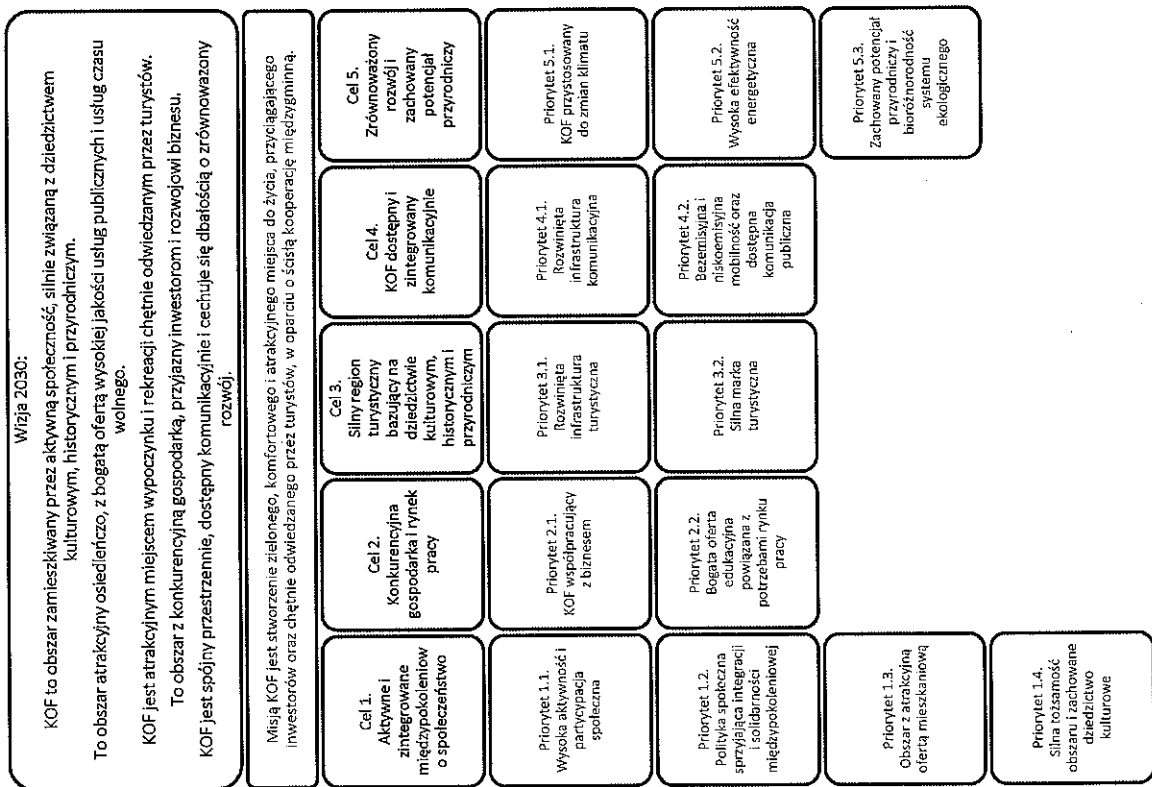 Wizja 2030:
KOF to obszar zamieszkiwany przez aktywną społeczność, silnie związaną z dziedzictwem
kulturowym, historycznym i przyrodniczym.
To obszar atrakcyjny osiedleńczo, z bogatą ofertą wysokiej jakości usług publicznych i usług czasu
wolnego.
KOF jest atrakcyjnym miejscem wypoczynku i rekreacji chętnie odwiedzanym przez turystów.
To obszar z konkurencyjną gospodarką, przyjazny inwestorom i rozwojowi biznesu.
KOF jest spójny przestrzennie, dostępny komunikacyjnie i cechuje się dbałością o zrównoważony
rozwój.
Misją KOF jest stworzenie zielonego, komfortowego i atrakcyjnego miejsca do życia, przyciągającego
inwestorów oraz chętnie odwiedzanego przez turystów, w oparciu o ścisłą kooperację międzygminną.
Cel 1.
Aktywne i
zintegrowane
międzypokoleniow
o społeczeństwo
Cel 2.
Konkurencyjna
gospodarka i rynek
pracy
Cel 3.
Silny region
turystyczny
bazujący na
dziedzictwie
kulturowym,
historycznym i
przyrodniczym
Cel 4.
KOF dostępny i
zintegrowany
komunikacyjnie
Cel 5.
Zrównoważony
rozwój i
zachowany
potencjał
przyrodniczy
Priorytet 1.1.
Wysoka aktywność i
partycypacja
społeczna
Priorytet 2.1.
KOF współpracujący
z biznesem
Priorytet 3.1.
Rozwinięta
infrastruktura
turystyczna
Priorytet 4.1.
Rozwinięta
infrastruktura
komunikacyjna
Priorytet 5.1.
KOF przystosowany
do zmian klimatu
Priorytet 1.2.
Polityka społeczna
sprzyjająca integracji
i solidarności
międzypokoleniowej
Priorytet 2.2.
Bogata oferta
edukacyjna
powiązana z
potrzebami rynku
pracy
Priorytet 3.2.
Silna marka
turystyczna
Priorytet 4.2.
Bezemisyjna i
niskoemisyjna
mobilność oraz
dostępna
komunikacja
publiczna
Priorytet 5.2.
Wysoka efektywność
energetyczna
Priorytet 1.3.
Obszar z atrakcyjną
ofertą mieszkaniową
Priorytet 5.3.
Zachowany potencjał
przyrodniczy i
bioróżnorodność
systemu
ekologicznego
Priorytet 1.4.
Silna tożsamość
obszaru i zachowane
dziedzictwo
kulturowe